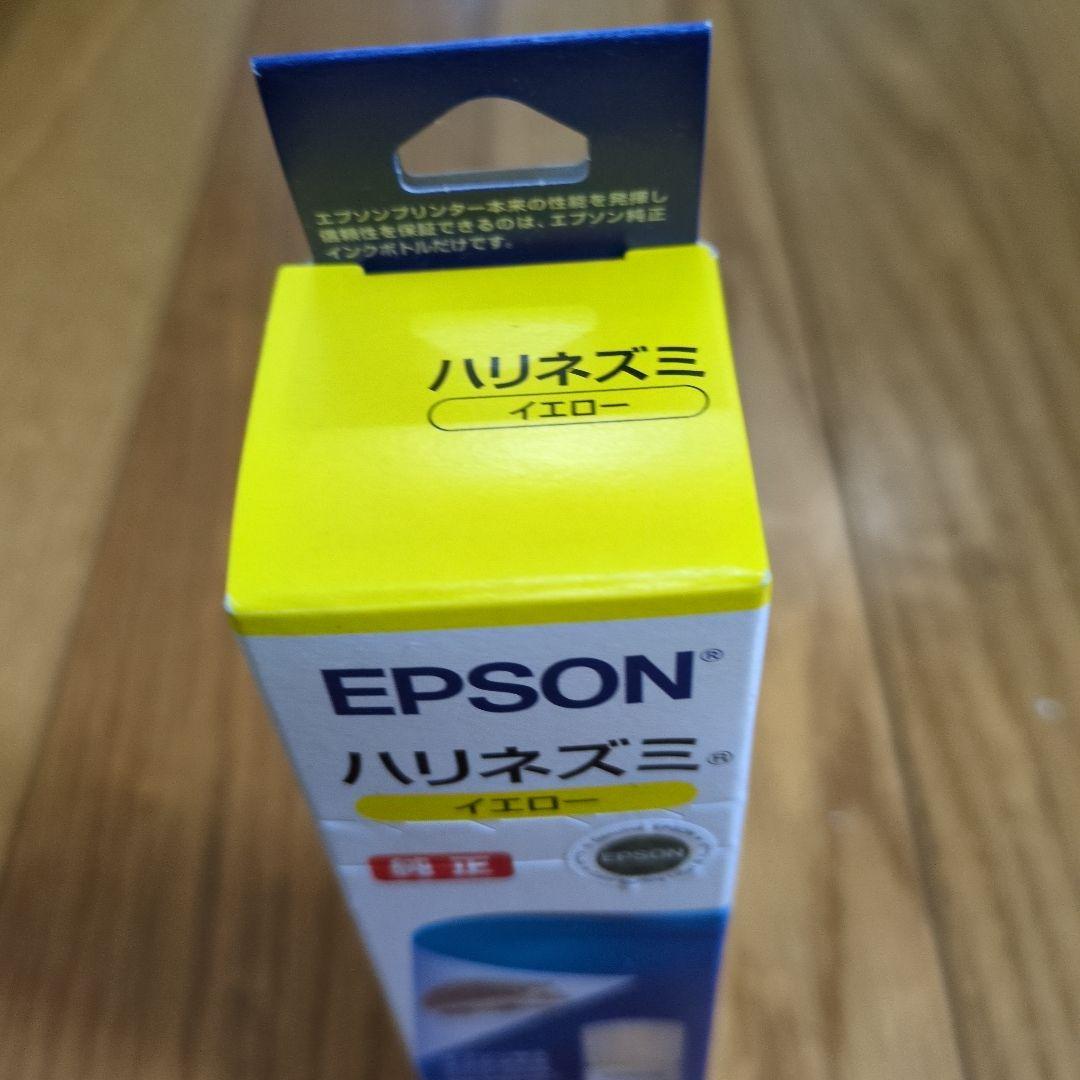 エプソンプリンター本来の性能を発揮し
信頼性を保証できるのは、エプソン純正
インクボトルだけです。
ハリネズミ
イエロー
EPSON®
ハリネズミ®
イエロー
純正
EPSON